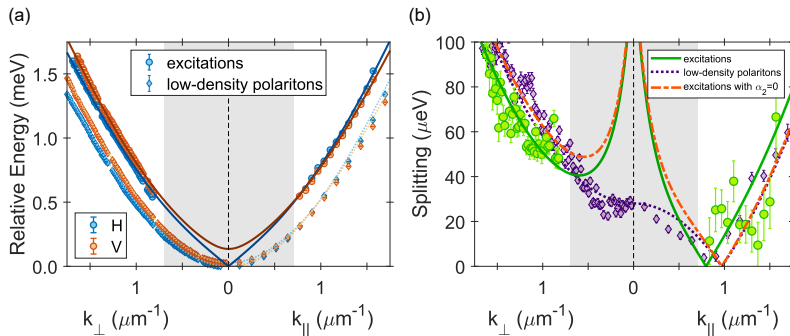 (a)
Relative Energy (meV)
1.5
1.0
0.5
0.0
excitations
low-density polaritons
H
V
1
0
1
k⊥ (μm⁻¹)
k|| (μm⁻¹)
(b)
Splitting (μeV)
100
80
60
40
20
0
excitations
low-density polaritons
excitations with α₂=0
1
0
1
k⊥ (μm⁻¹)
k|| (μm⁻¹)